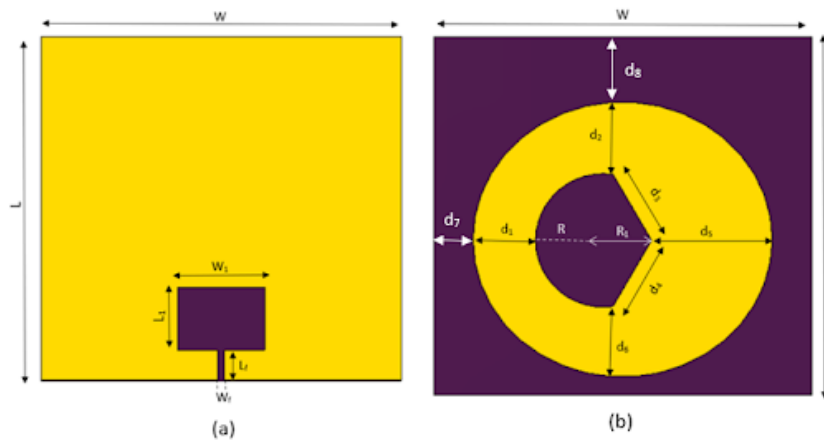 W
L
W₁
L₁
Lf
Wf
(a)
W
d₈
d₂
d₃
d₇
d₁
R
R₁
d₅
d₄
d₆
(b)